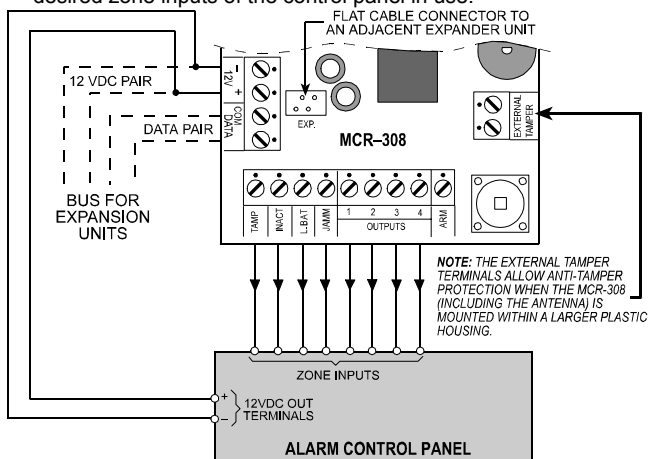 desired zone inputs of the control panel in use.
FLAT CABLE CONNECTOR TO
AN ADJACENT EXPANDER UNIT
12 VDC PAIR
12V
- +
COM
DATA
EXP.
EXTERNAL
TAMPER
DATA PAIR
MCR–308
BUS FOR
EXPANSION
UNITS
TAMP
INACT
L.BAT
JAMM
1 2 3 4
OUTPUTS
ARM
NOTE: THE EXTERNAL TAMPER
TERMINALS ALLOW ANTI-TAMPER
PROTECTION WHEN THE MCR-308
(INCLUDING THE ANTENNA) IS
MOUNTED WITHIN A LARGER PLASTIC
HOUSING.
ZONE INPUTS
+
–
12VDC OUT
TERMINALS
ALARM CONTROL PANEL